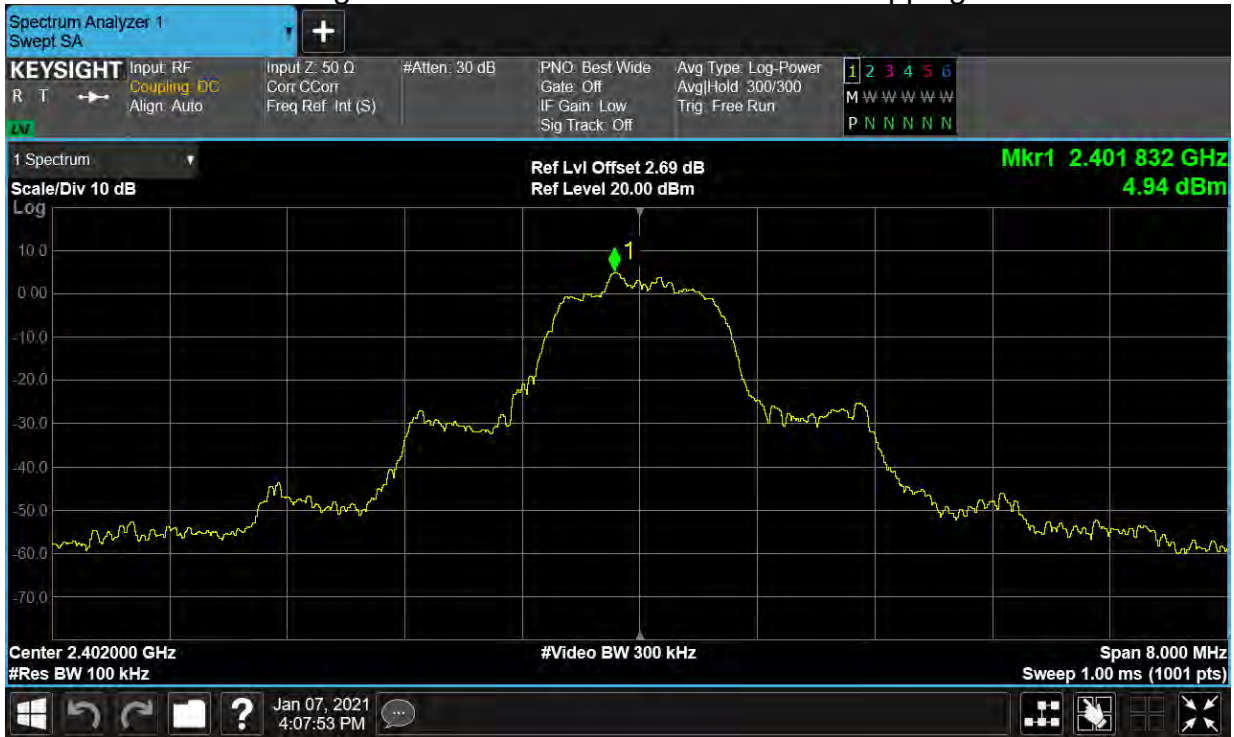 Spectrum Analyzer 1
Swept SA
KEYSIGHT Input: RF Input Z: 50 Ω #Atten: 30 dB PNO: Best Wide Avg Type: Log-Power 1 2 3 4 5 6
R T Coupling: DC Corr CCorr Gate: Off Avg|Hold: 300/300 M W W W W W
Align: Auto Freq Ref: Int (S) IF Gain: Low Trig: Free Run
Sig Track: Off P N N N N N
1 Spectrum Ref Lvl Offset 2.69 dB Mkr1 2.401 832 GHz
Scale/Div 10 dB Ref Level 20.00 dBm 4.94 dBm
Log
10.0
1
0.00
-10.0
-20.0
-30.0
-40.0
-50.0
-60.0
-70.0
Center 2.402000 GHz #Video BW 300 kHz Span 8.000 MHz
#Res BW 100 kHz Sweep 1.00 ms (1001 pts)
? Jan 07, 2021
4:07:53 PM